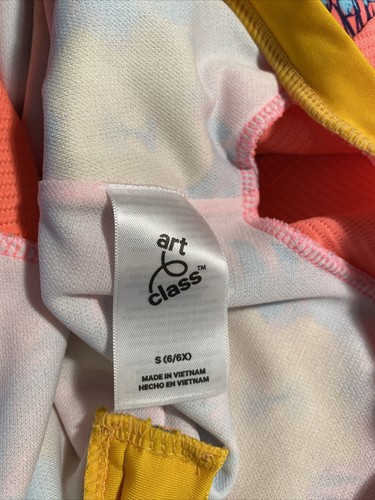 art
class™
S (6/6X)
MADE IN VIETNAM
HECHO EN VIETNAM